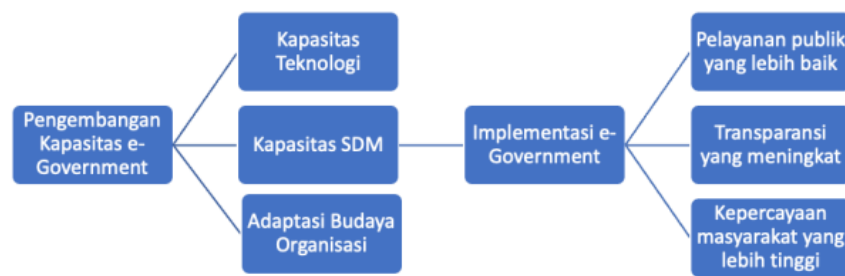 Pengembangan
Kapasitas e-
Government
Kapasitas
Teknologi
Kapasitas SDM
Adaptasi Budaya
Organisasi
Implementasi e-
Government
Pelayanan publik
yang lebih baik
Transparansi
yang meningkat
Kepercayaan
masyarakat yang
lebih tinggi